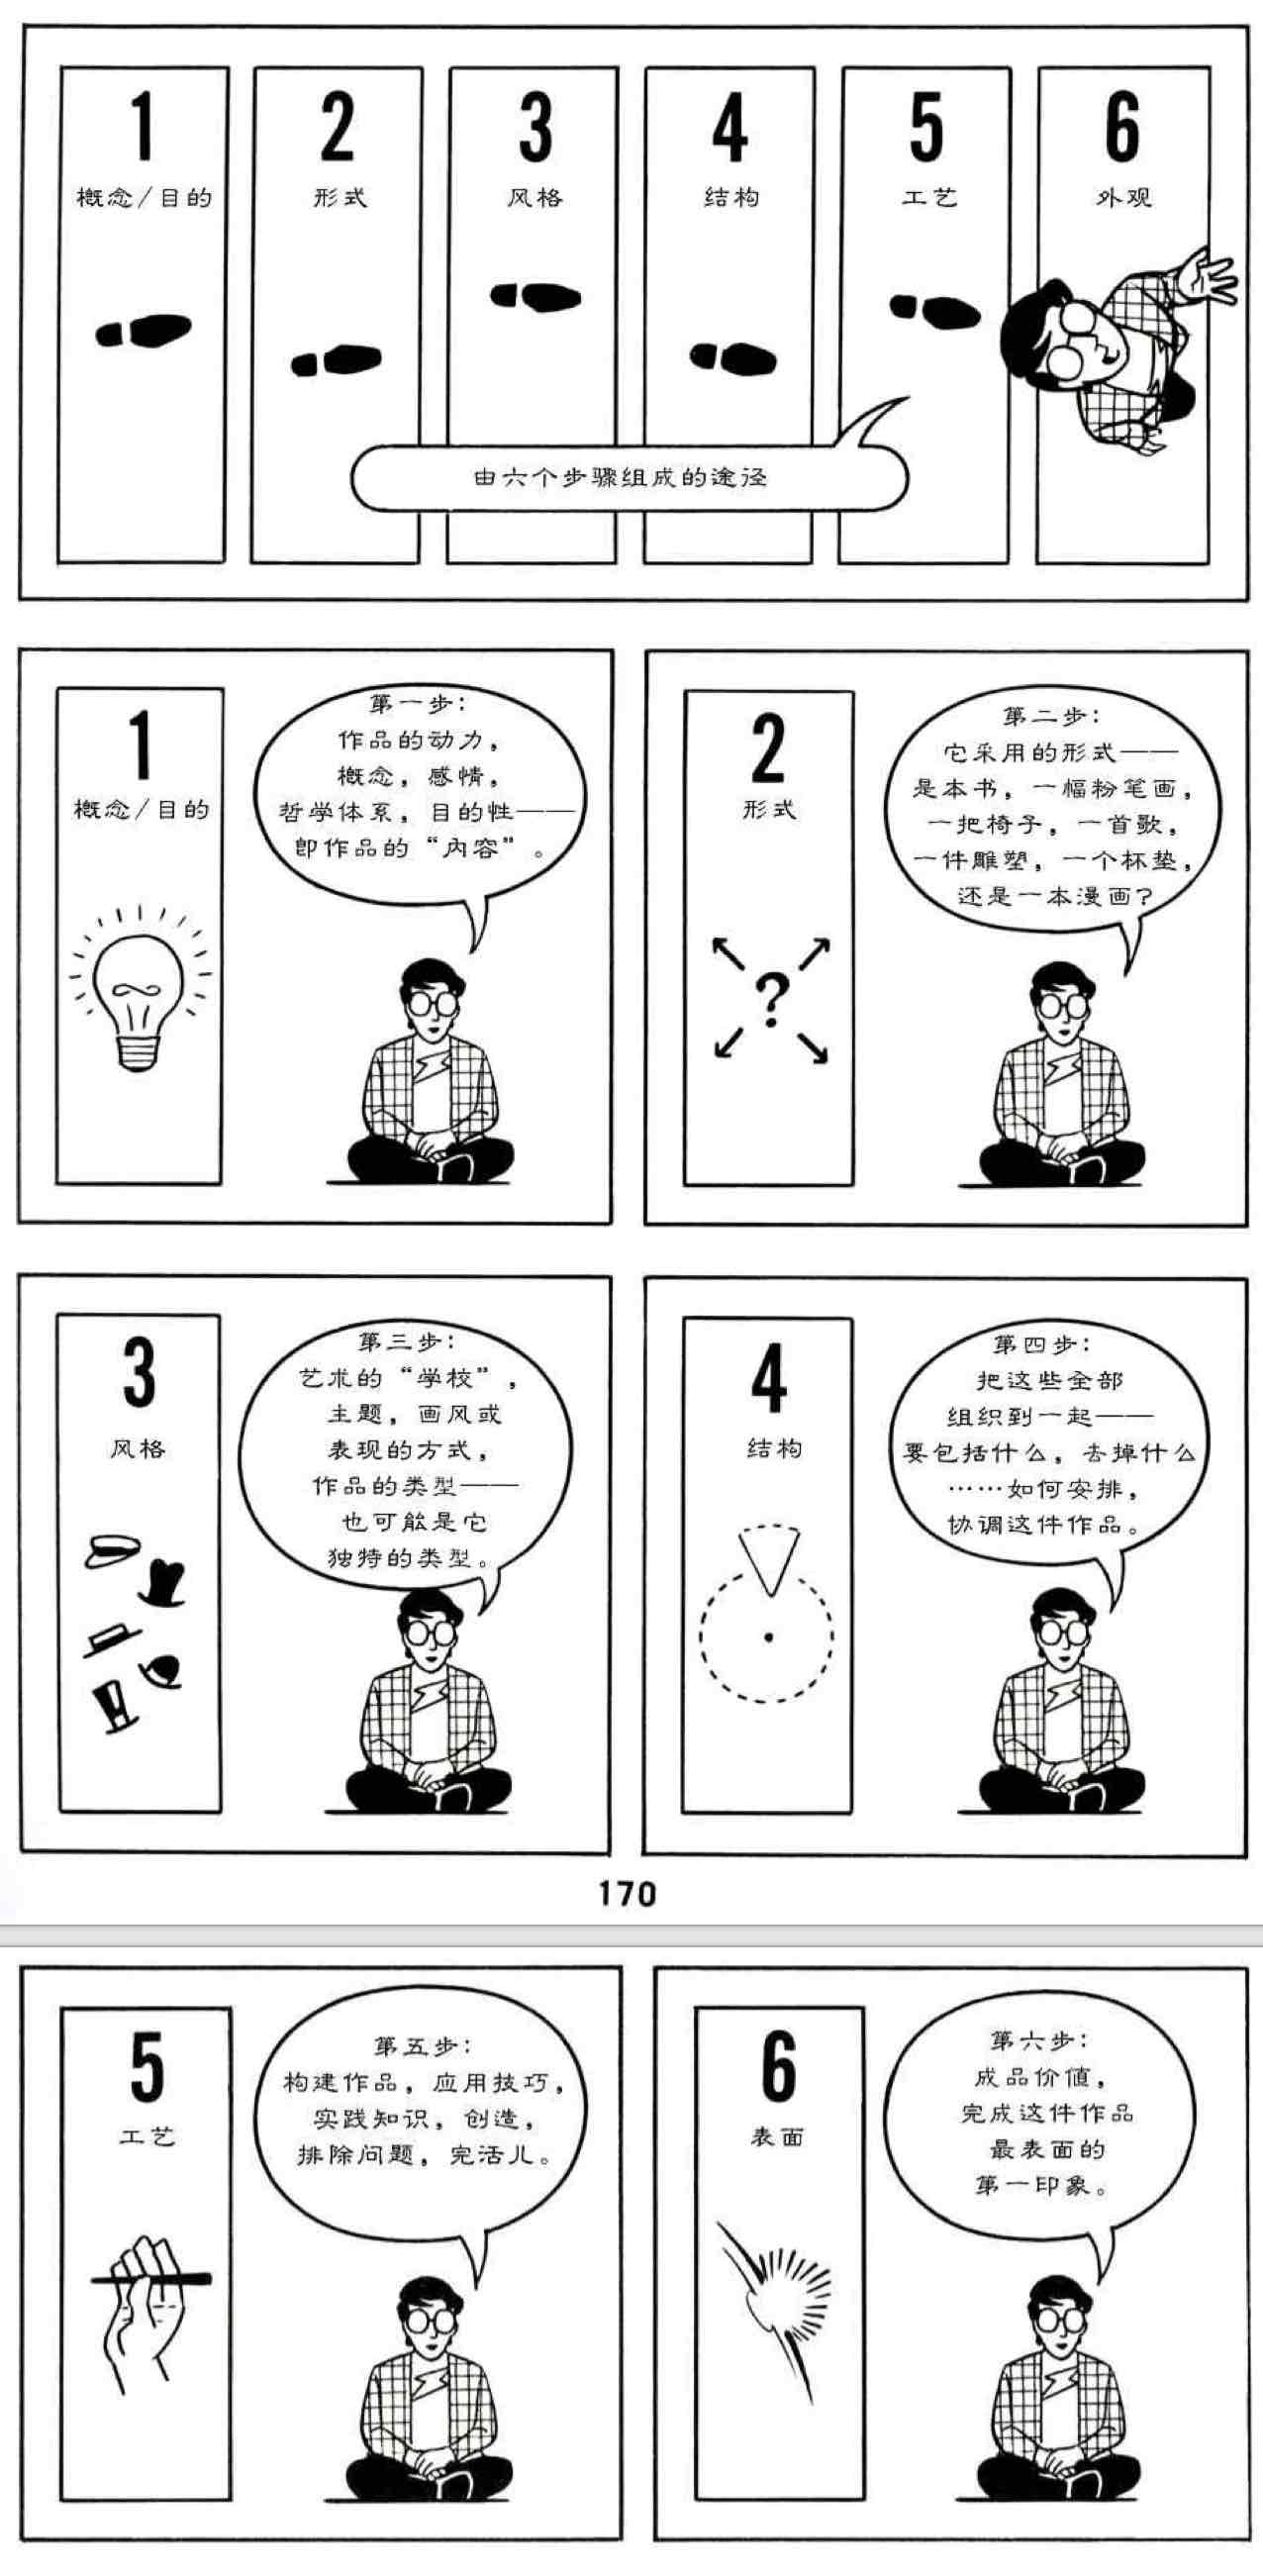 1
概念/目的
2
形式
3
风格
4
结构
5
工艺
6
外观
由六个步骤组成的途径
1
概念/目的
第一步：
作品的动力，
概念，感情，
哲学体系，目的性——
即作品的“内容”。
2
形式
第二步：
它采用的形式——
是本书，一幅粉笔画，
一把椅子，一首歌，
一件雕塑，一个杯垫，
还是一本漫画？
3
风格
第三步：
艺术的“学校”，
主题，画风或
表现的方式，
作品的类型——
也可能是它
独特的类型。
4
结构
第四步：
把这些全部
组织到一起——
要包括什么，去掉什么
……如何安排，
协调这件作品。
170
5
工艺
第五步：
构建作品，应用技巧，
实践知识，创造，
排除问题，完活儿。
6
表面
第六步：
成品价值，
完成这件作品
最表面的
第一印象。